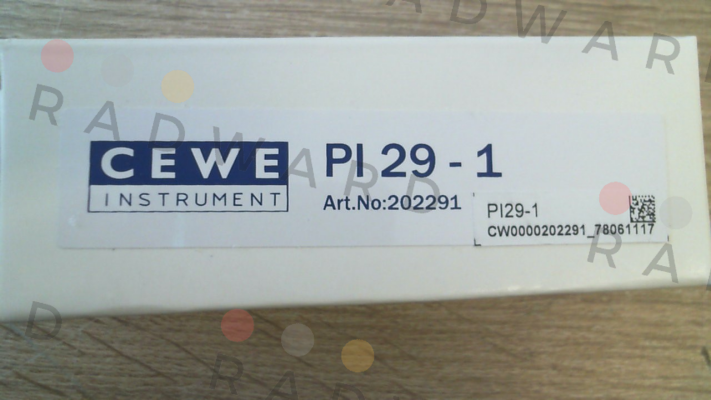 RADWARD
CEWE
INSTRUMENT
PI 29 - 1
Art.No:202291
PI29-1
CW0000202291_78061117